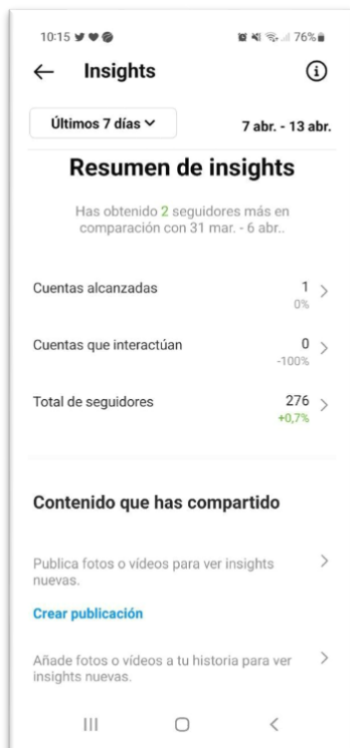 10:15 76%
Insights
Últimos 7 días
7 abr. - 13 abr.
Resumen de insights
Has obtenido 2 seguidores más en
comparación con 31 mar. - 6 abr..
Cuentas alcanzadas 1
0%
Cuentas que interactúan 0
-100%
Total de seguidores 276
+0,7%
Contenido que has compartido
Publica fotos o vídeos para ver insights
nuevas.
Crear publicación
Añade fotos o vídeos a tu historia para ver
insights nuevas.